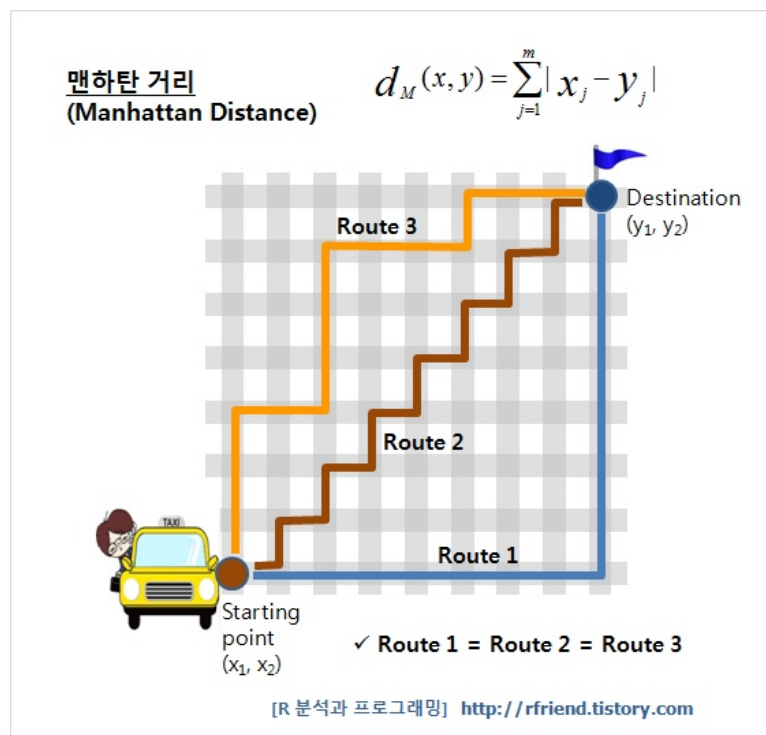 맨하탄 거리
(Manhattan Distance)
d_M(x, y) = \sum_{j=1}^{m} | x_j - y_j |
Destination
(y₁, y₂)
Route 3
Route 2
TAXI
Route 1
Starting
point
(x₁, x₂)
✓ Route 1 = Route 2 = Route 3
[R 분석과 프로그래밍] http://rfriend.tistory.com